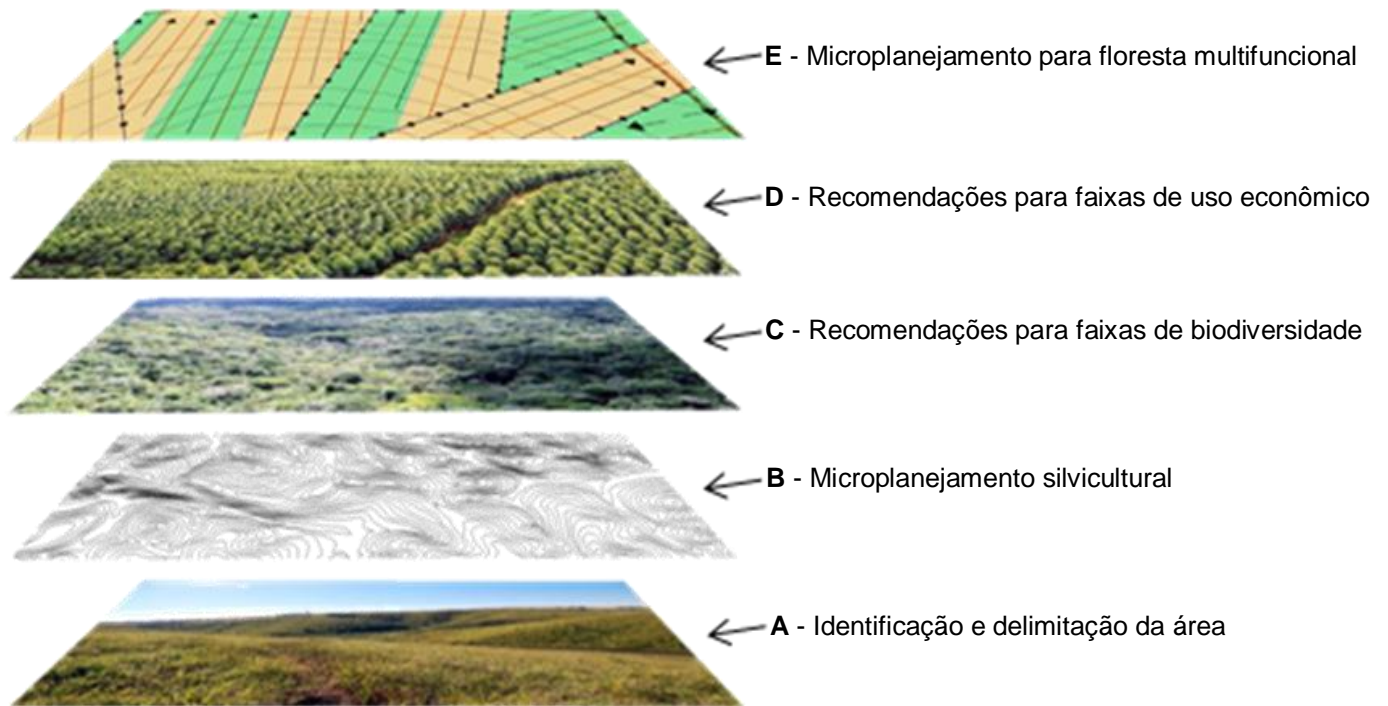 E - Microplanejamento para floresta multifuncional
D - Recomendações para faixas de uso econômico
C - Recomendações para faixas de biodiversidade
B - Microplanejamento silvicultural
A - Identificação e delimitação da área